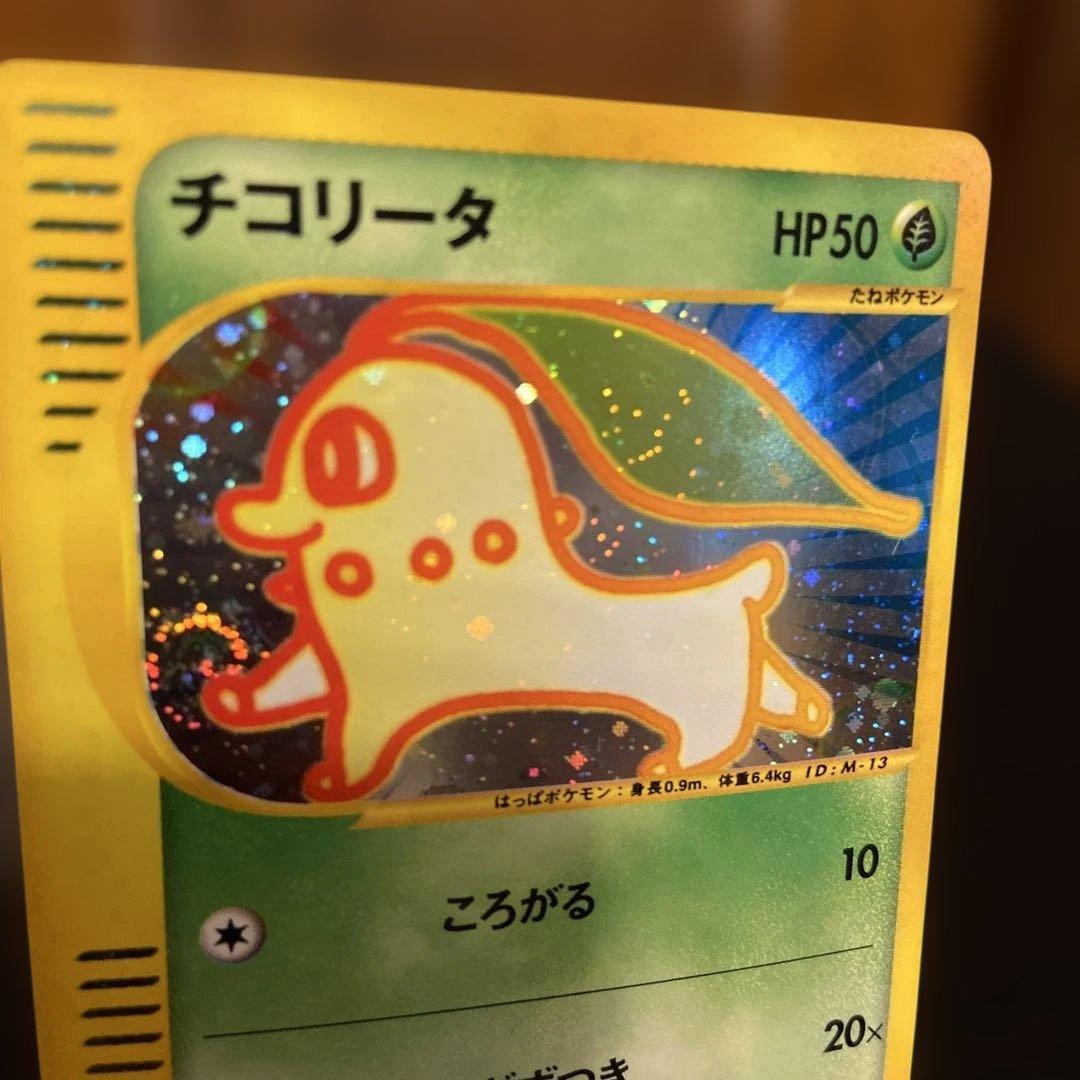 チコリータ
HP50
たねポケモン
はっぱポケモン：身長0.9m、体重6.4kg ID:M-13
ころがる 10
20×